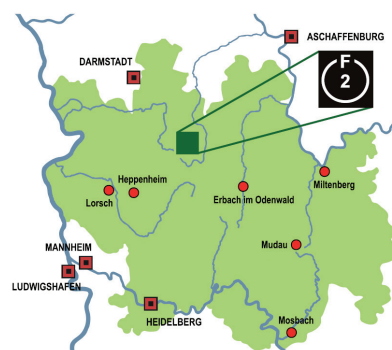 ASCHAFFENBURG
DARMSTADT
F
2
Heppenheim
Lorsch
Erbach im Odenwald
Miltenberg
Mudau
MANNHEIM
LUDWIGSHAFEN
HEIDELBERG
Mosbach